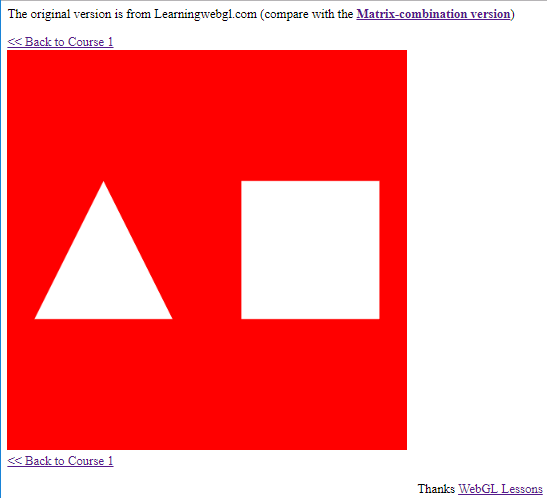 The original version is from Learningwebgl.com (compare with the Matrix-combination version)
<< Back to Course 1
<< Back to Course 1
Thanks WebGL Lessons